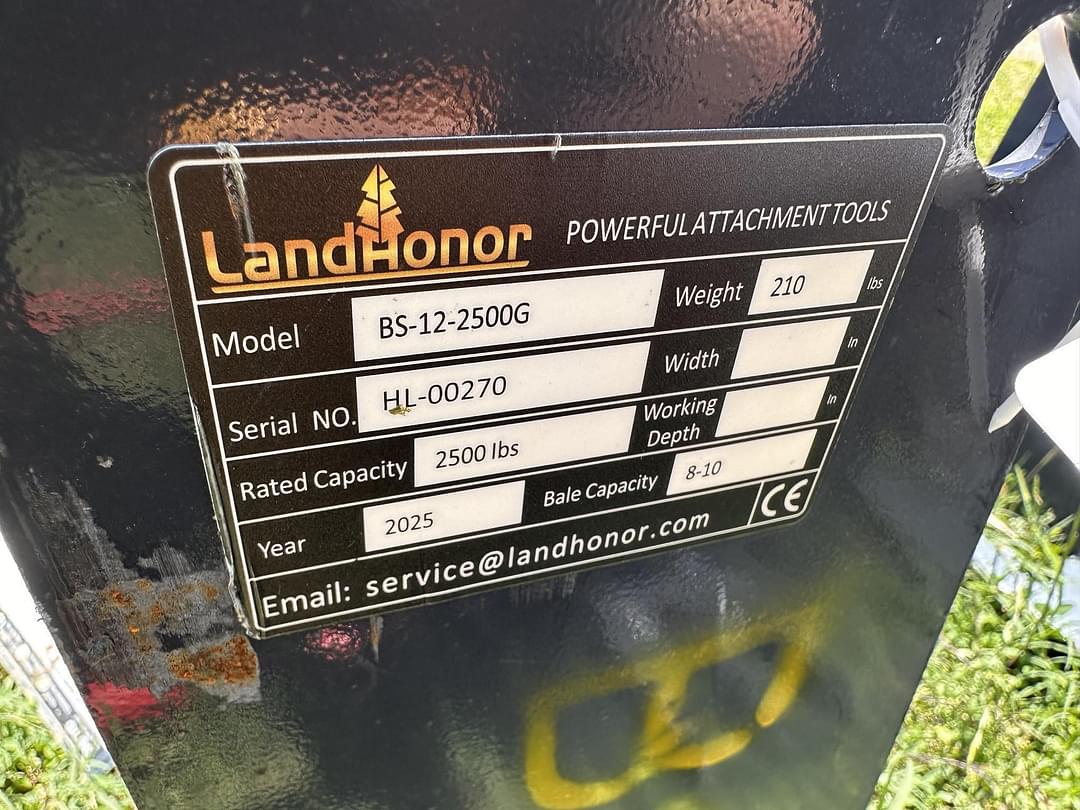 LandHonor POWERFUL ATTACHMENT TOOLS
Model BS-12-2500G Weight 210 lbs
Serial NO. HL-00270 Width In
Rated Capacity 2500 lbs Working Depth In
Year 2025 Bale Capacity 8-10
Email: service@landhonor.com CE